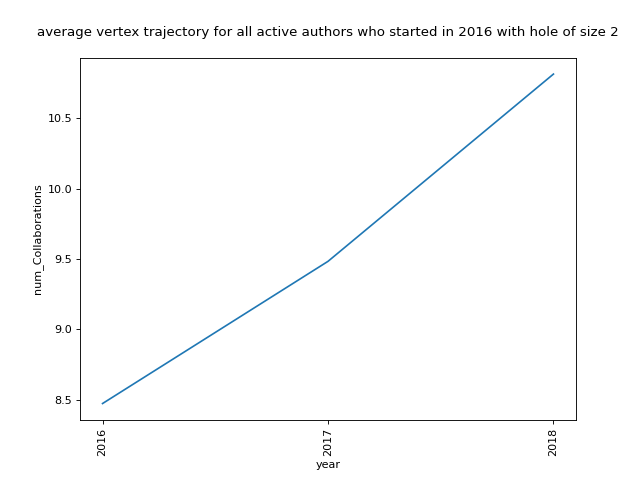 average vertex trajectory for all active authors who started in 2016 with hole of size 2
num_Collaborations
10.5
10.0
9.5
9.0
8.5
2016
2017
2018
year